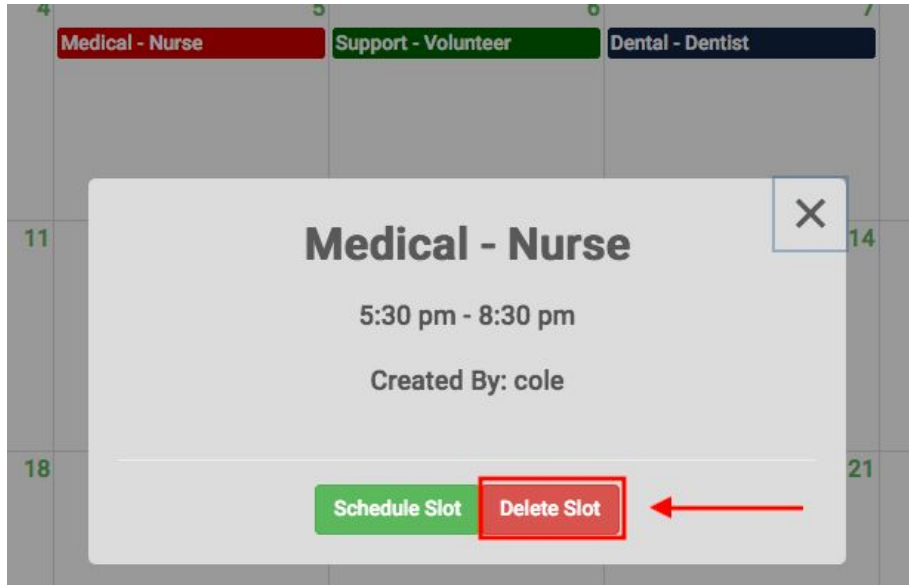 4 5 6 7
Medical - Nurse Support - Volunteer Dental - Dentist
×
11 Medical - Nurse 14
5:30 pm - 8:30 pm
Created By: cole
18 21
Schedule Slot Delete Slot